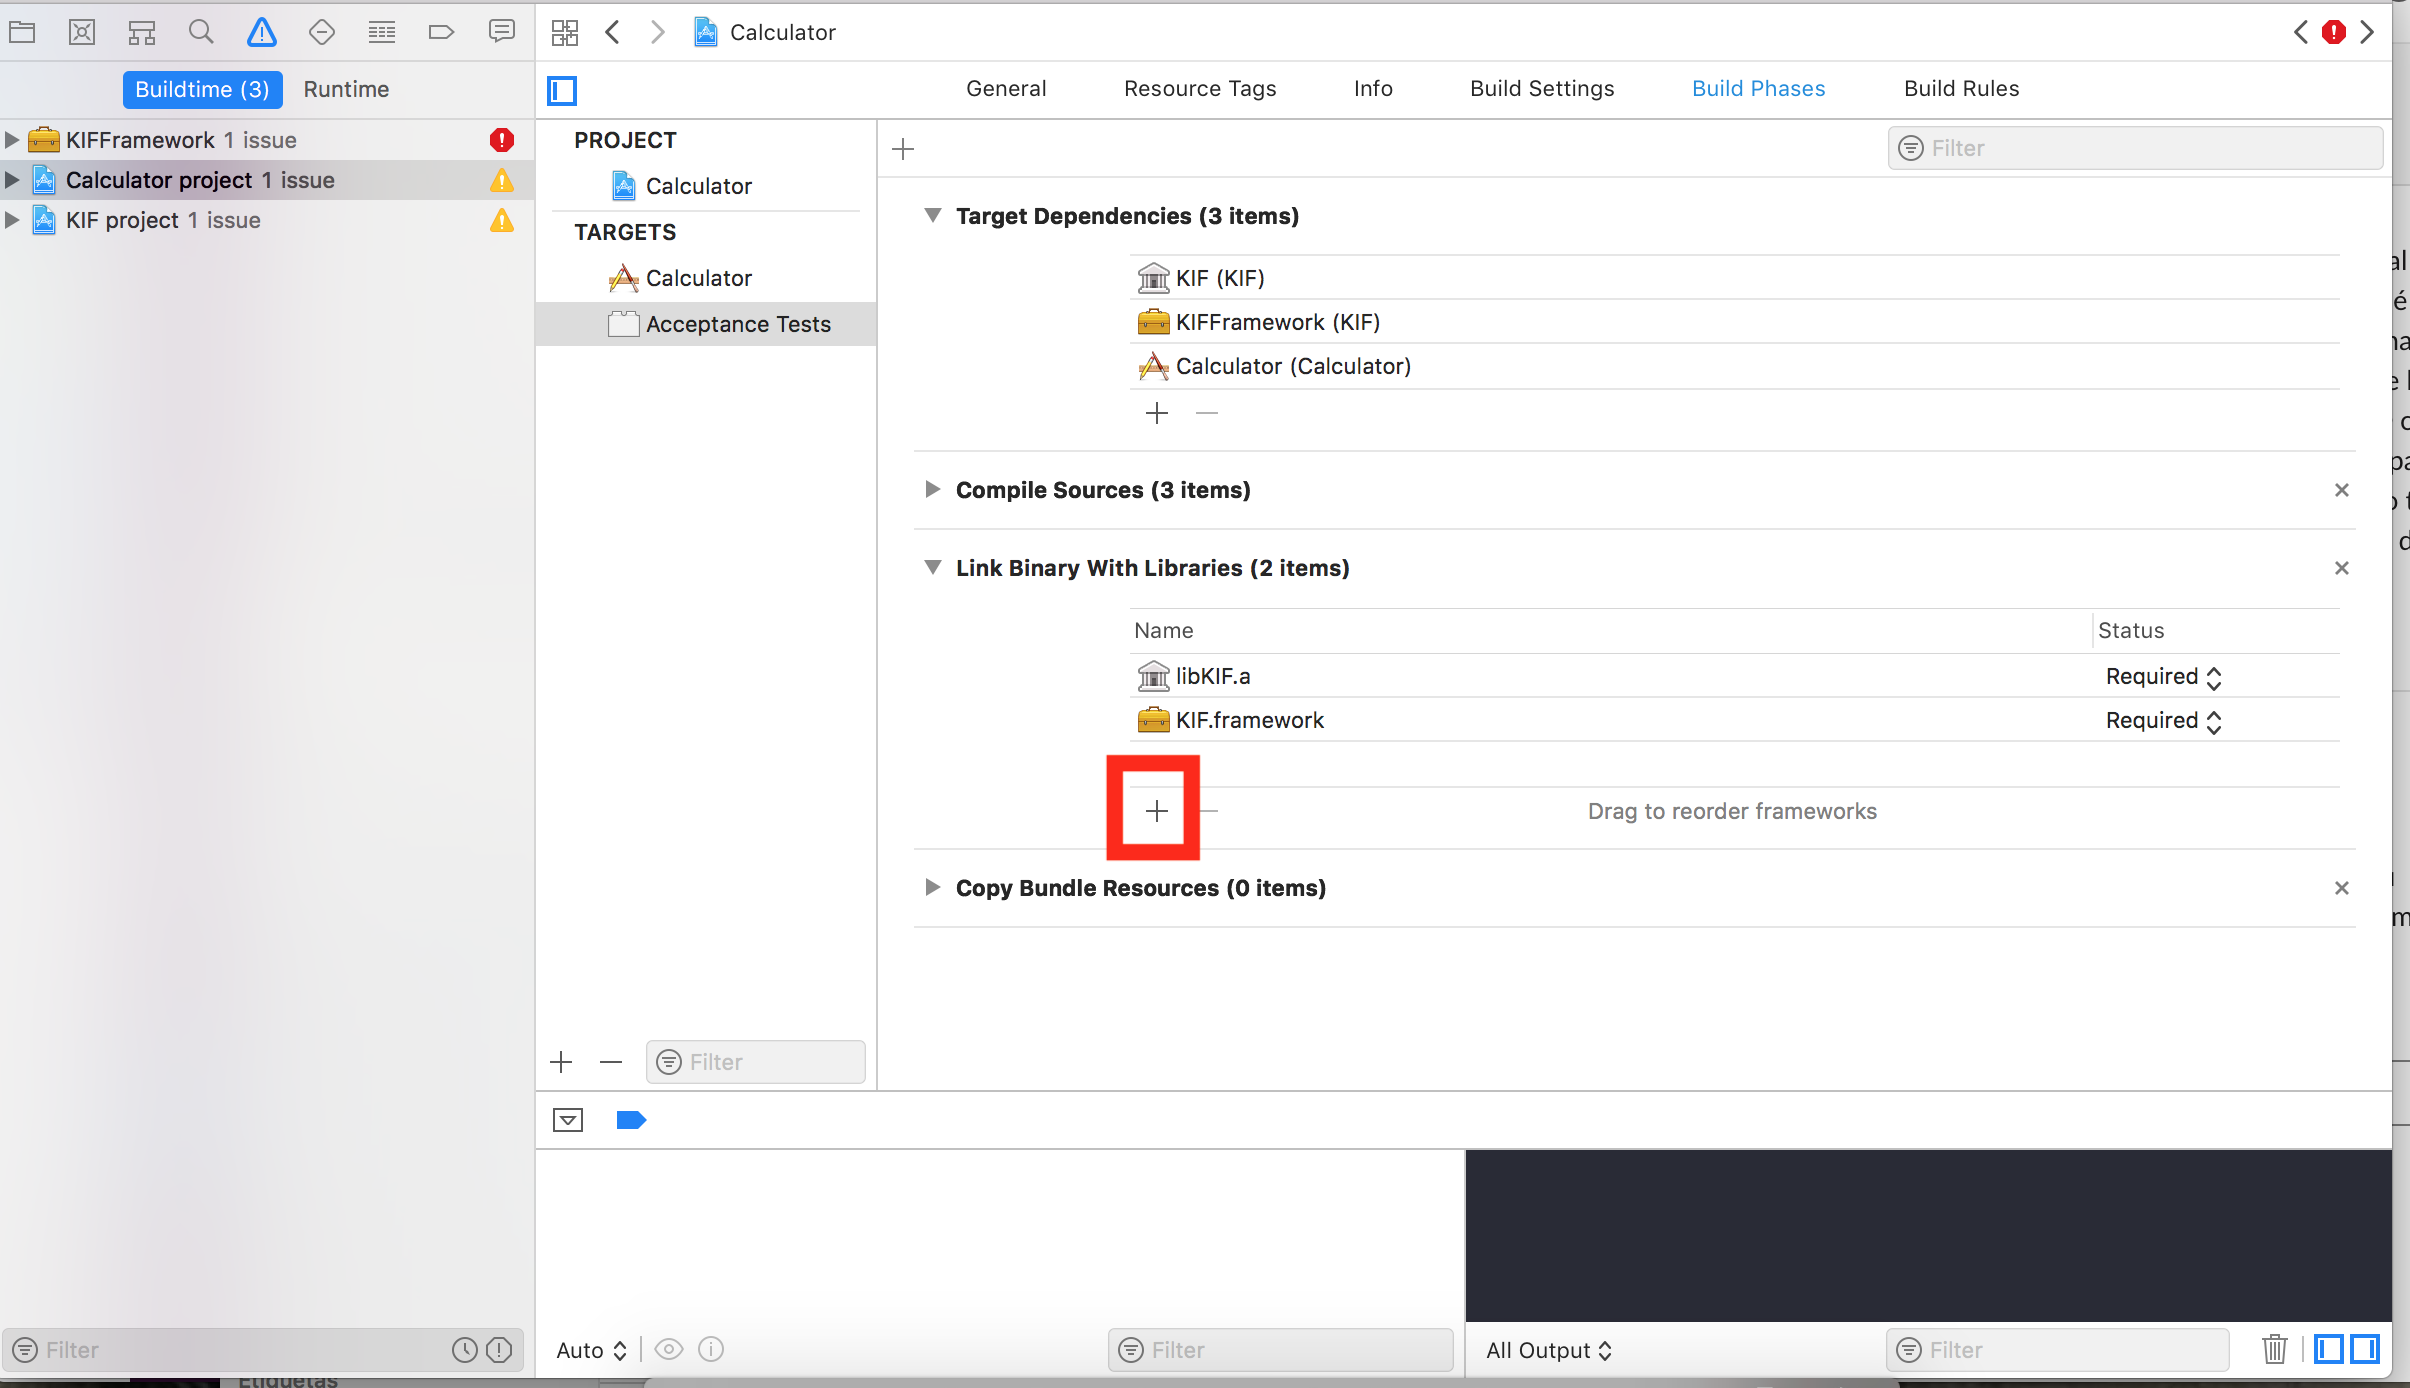 Calculator
Buildtime (3)
Runtime
General
Resource Tags
Info
Build Settings
Build Phases
Build Rules
KIFFramework 1 issue
Calculator project 1 issue
KIF project 1 issue
PROJECT
Calculator
TARGETS
Calculator
Acceptance Tests
Filter
Target Dependencies (3 items)
KIF (KIF)
KIFFramework (KIF)
Calculator (Calculator)
Compile Sources (3 items)
Link Binary With Libraries (2 items)
Name
Status
libKIF.a
Required
KIF.framework
Required
Drag to reorder frameworks
Copy Bundle Resources (0 items)
Filter
Filter
Auto
Filter
All Output
Filter
Etiquetas